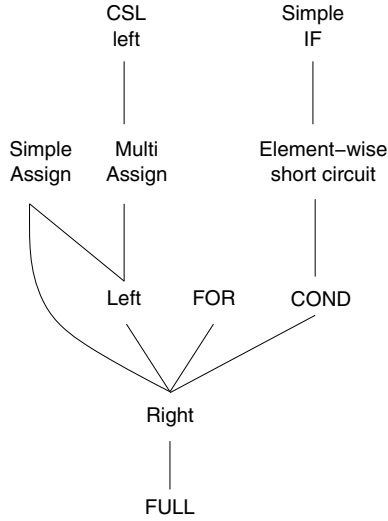 CSL
left
Simple
IF
Simple
Assign
Multi
Assign
Element−wise
short circuit
Left
FOR
COND
Right
FULL